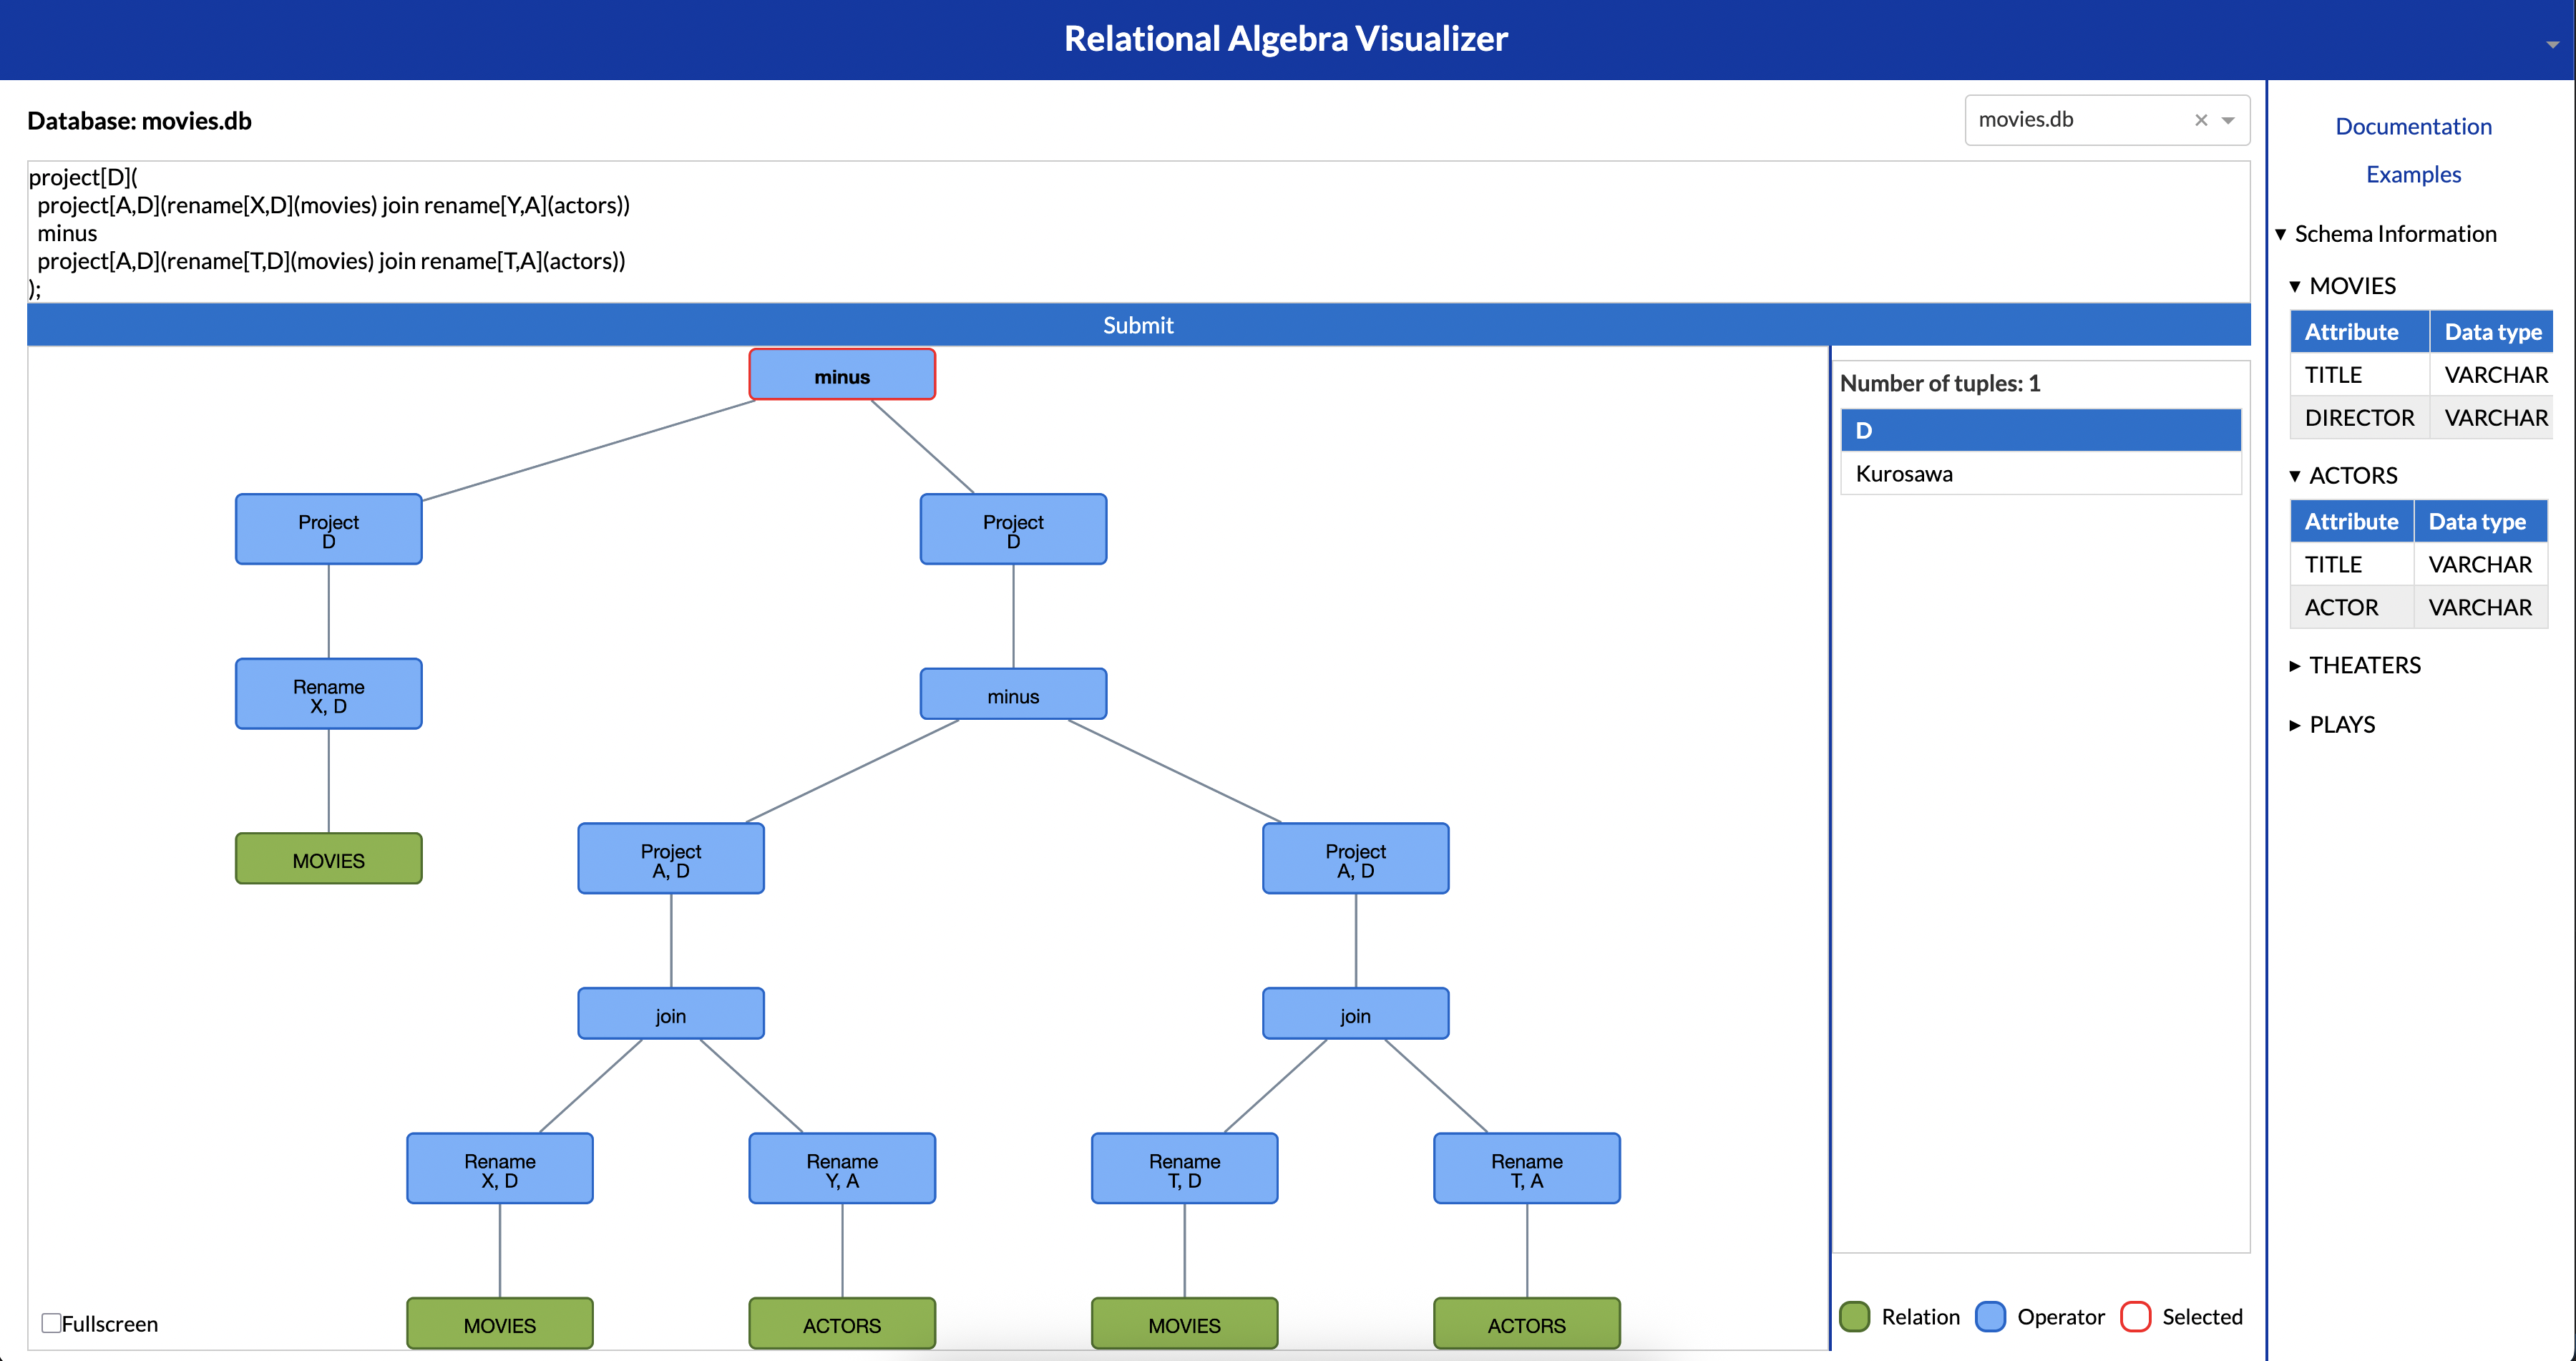 Relational Algebra Visualizer
Database: movies.db
movies.db
project[D](
project[A,D](rename[X,D](movies) join rename[Y,A](actors))
minus
project[A,D](rename[T,D](movies) join rename[T,A](actors))
);
Submit
minus
Project
D
Project
D
Rename
X, D
minus
MOVIES
Project
A, D
Project
A, D
join
join
Rename
X, D
Rename
Y, A
Rename
T, D
Rename
T, A
MOVIES
ACTORS
MOVIES
ACTORS
Fullscreen
Number of tuples: 1
D
Kurosawa
Relation
Operator
Selected
Documentation
Examples
Schema Information
MOVIES
Attribute Data type
TITLE VARCHAR
DIRECTOR VARCHAR
ACTORS
Attribute Data type
TITLE VARCHAR
ACTOR VARCHAR
THEATERS
PLAYS